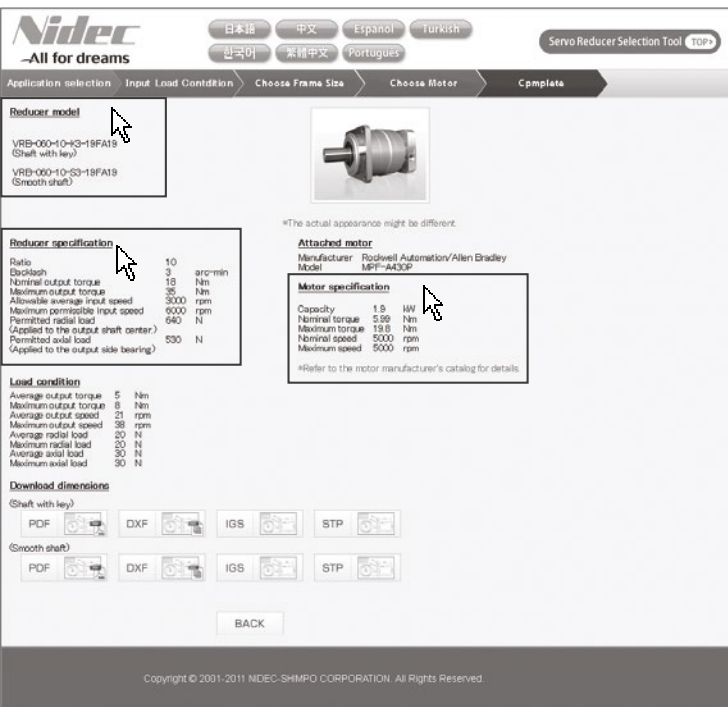 Nidec
-All for dreams
日本語 中文 Espanol Turkish
한국어 繁體中文 Portugues
Servo Reducer Selection Tool TOP>
Application selection Input Load Contdition Choose Frame Size Choose Motor Cpmplete
Reducer model
VRB-060-10-K3-19FA19
(Shaft with key)
VRB-060-10-S3-19FA19
(Smooth shaft)
※The actual appearance might be different.
Reducer specification
Ratio 10
Backlash 3 arc-min
Nominal output torque 18 Nm
Maximum output torque 35 Nm
Allowable average input speed 3000 rpm
Maximum permissible input speed 6000 rpm
Permitted radial load 640 N
(Applied to the output shaft center.)
Permitted axial load 530 N
(Applied to the output side bearing)
Attached motor
Manufacturer Rockwell Automation/Allen Bradley
Model MPF-A430P
Motor specification
Capacity 1.9 kW
Nominal torque 5.99 Nm
Maximum torque 19.8 Nm
Nominal speed 5000 rpm
Maximum speed 5000 rpm
※Refer to the motor manufacturer's catalog for details.
Load condition
Average output torque 5 Nm
Maximum output torque 8 Nm
Average output speed 21 rpm
Maximum output speed 38 rpm
Average radial load 20 N
Maximum radial load 20 N
Average axial load 30 N
Maximum axial load 30 N
Download dimensions
(Shaft with key)
PDF DXF IGS STP
(Smooth shaft)
PDF DXF IGS STP
BACK
Copyright © 2001-2011 NIDEC-SHIMPO CORPORATION. All Rights Reserved.